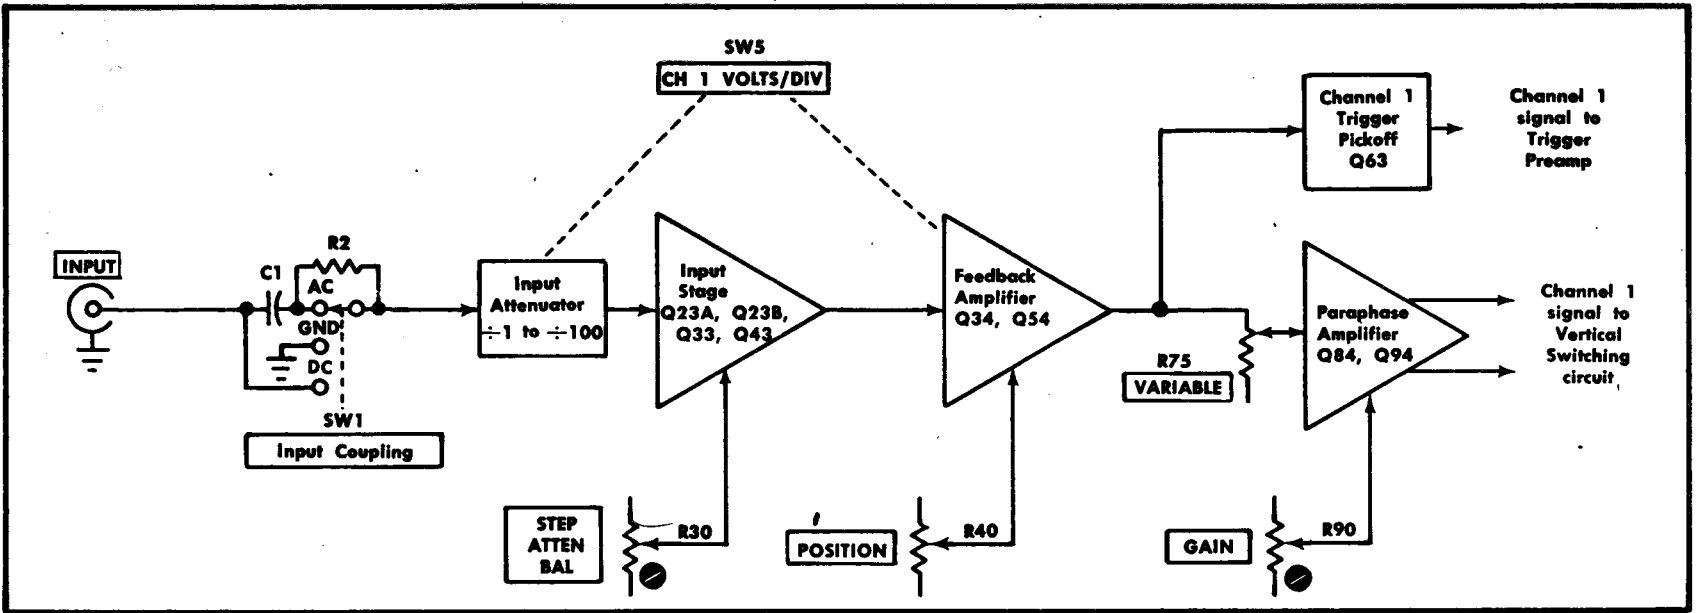 SW5
CH 1 VOLTS/DIV
Channel 1
Trigger
Pickoff
Q63
Channel 1
signal to
Trigger
Preamp
INPUT
C1
R2
AC
GND
DC
SW1
Input Coupling
Input
Attenuator
÷1 to ÷100
Input
Stage
Q23A, Q23B,
Q33, Q43
Feedback
Amplifier
Q34, Q54
R75
VARIABLE
Paraphase
Amplifier
Q84, Q94
Channel 1
signal to
Vertical
Switching
circuit
STEP
ATTEN
BAL
R30
POSITION
R40
GAIN
R90